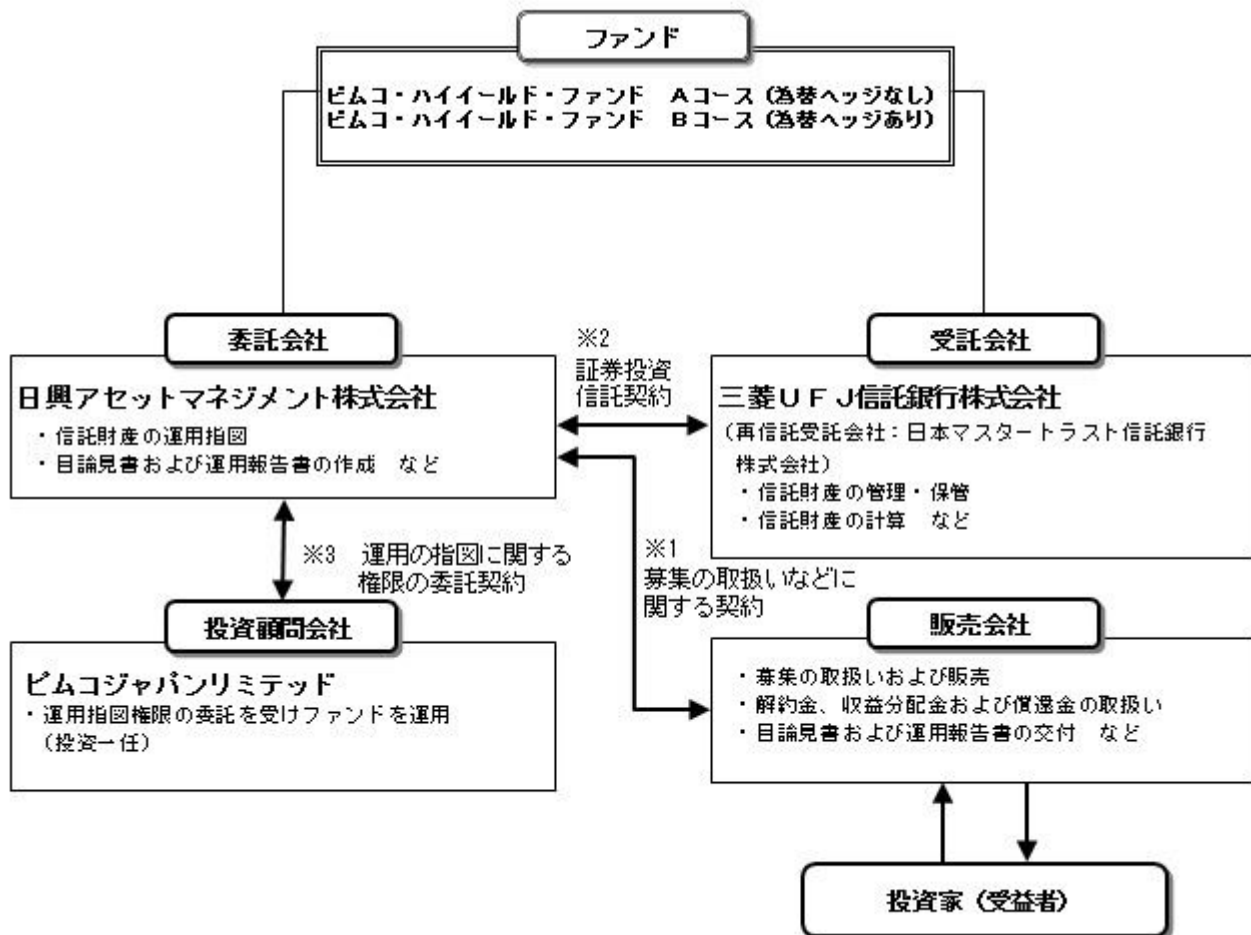 ファンド
ピムコ・ハイイールド・ファンド　Aコース（為替ヘッジなし）
ピムコ・ハイイールド・ファンド　Bコース（為替ヘッジあり）
委託会社
日興アセットマネジメント株式会社
・信託財産の運用指図
・目論見書および運用報告書の作成　など
※2
証券投資
信託契約
受託会社
三菱ＵＦＪ信託銀行株式会社
（再信託受託会社：日本マスタートラスト信託銀行
株式会社）
・信託財産の管理・保管
・信託財産の計算　など
※3　運用の指図に関する
権限の委託契約
※1
募集の取扱いなどに
関する契約
投資顧問会社
ピムコジャパンリミテッド
・運用指図権限の委託を受けファンドを運用
（投資一任）
販売会社
・募集の取扱いおよび販売
・解約金、収益分配金および償還金の取扱い
・目論見書および運用報告書の交付　など
投資家（受益者）